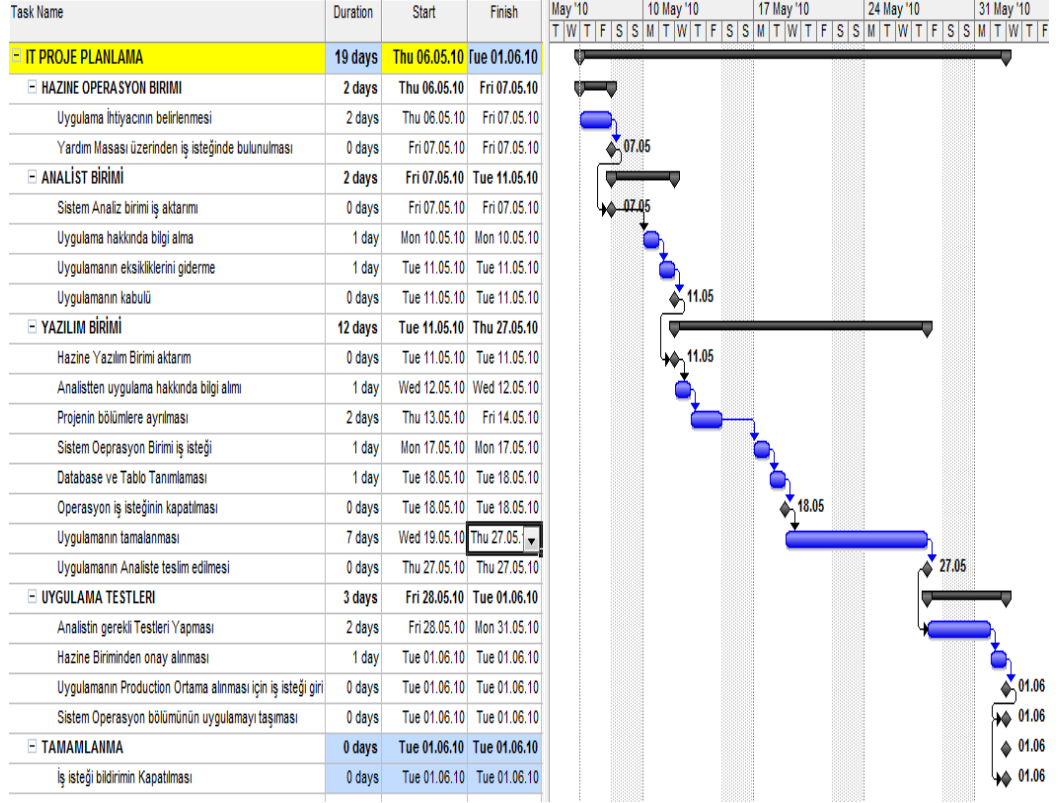 Task Name Duration Start Finish May '10 10 May '10 17 May '10 24 May '10 31 May '10
T W T F S S M T W T F S S M T W T F S S M T W T F S S M T W T F
IT PROJE PLANLAMA 19 days Thu 06.05.10 Tue 01.06.10
HAZINE OPERASYON BIRIMI 2 days Thu 06.05.10 Fri 07.05.10
Uygulama İhtiyacının belirlenmesi 2 days Thu 06.05.10 Fri 07.05.10
Yardım Masası üzerinden iş isteğinde bulunulması 0 days Fri 07.05.10 Fri 07.05.10 07.05
ANALİST BİRİMİ 2 days Fri 07.05.10 Tue 11.05.10
Sistem Analiz birimi iş aktarımı 0 days Fri 07.05.10 Fri 07.05.10 07.05
Uygulama hakkında bilgi alma 1 day Mon 10.05.10 Mon 10.05.10
Uygulamanın eksikliklerini giderme 1 day Tue 11.05.10 Tue 11.05.10
Uygulamanın kabulü 0 days Tue 11.05.10 Tue 11.05.10 11.05
YAZILIM BİRİMİ 12 days Tue 11.05.10 Thu 27.05.10
Hazine Yazılım Birimi aktarım 0 days Tue 11.05.10 Tue 11.05.10 11.05
Analistten uygulama hakkında bilgi alımı 1 day Wed 12.05.10 Wed 12.05.10
Projenin bölümlere ayrılması 2 days Thu 13.05.10 Fri 14.05.10
Sistem Oeprasyon Birimi iş isteği 1 day Mon 17.05.10 Mon 17.05.10
Database ve Tablo Tanımlaması 1 day Tue 18.05.10 Tue 18.05.10
Operasyon iş isteğinin kapatılması 0 days Tue 18.05.10 Tue 18.05.10 18.05
Uygulamanın tamalanması 7 days Wed 19.05.10 Thu 27.05.
Uygulamanın Analiste teslim edilmesi 0 days Thu 27.05.10 Thu 27.05.10 27.05
UYGULAMA TESTLERI 3 days Fri 28.05.10 Tue 01.06.10
Analistin gerekli Testleri Yapması 2 days Fri 28.05.10 Mon 31.05.10
Hazine Biriminden onay alınması 1 day Tue 01.06.10 Tue 01.06.10
Uygulamanın Production Ortama alınması için iş isteği giri 0 days Tue 01.06.10 Tue 01.06.10 01.06
Sistem Operasyon bölümünün uygulamayı taşıması 0 days Tue 01.06.10 Tue 01.06.10 01.06
TAMAMLANMA 0 days Tue 01.06.10 Tue 01.06.10 01.06
İş isteği bildirimin Kapatılması 0 days Tue 01.06.10 Tue 01.06.10 01.06